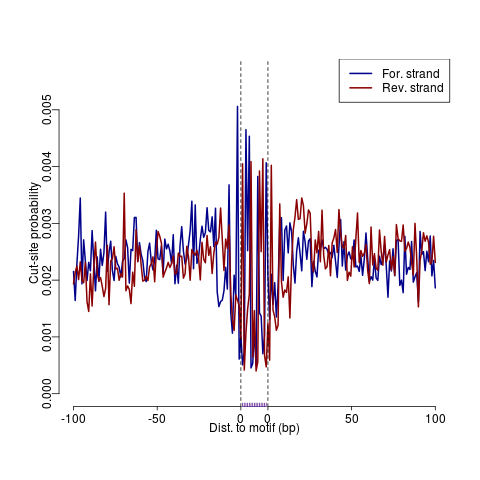 For. strand
Rev. strand
Cut-site probability
0.005
0.004
0.003
0.002
0.001
0.000
-100 -50 0 0 50 100
Dist. to motif (bp)